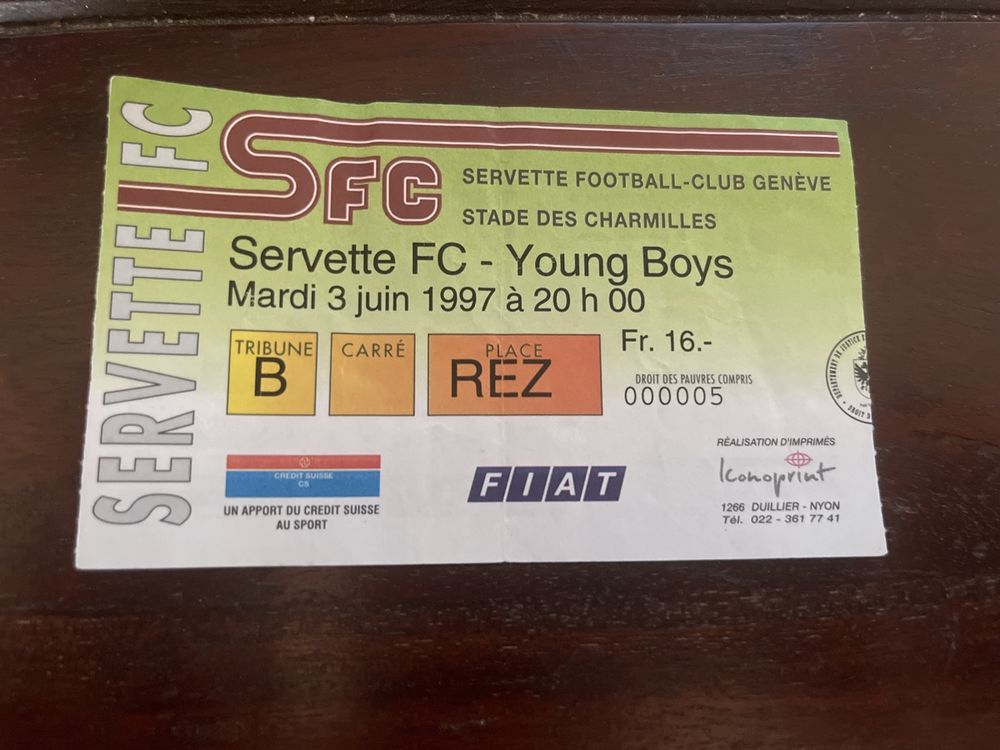 SERVETTE FC
SFC
SERVETTE FOOTBALL-CLUB GENÈVE
STADE DES CHARMILLES
Servette FC - Young Boys
Mardi 3 juin 1997 à 20 h 00
TRIBUNE
B
CARRÉ
PLACE
REZ
Fr. 16.-
DROIT DES PAUVRES COMPRIS
000005
CREDIT SUISSE
CS
UN APPORT DU CREDIT SUISSE
AU SPORT
FIAT
RÉALISATION D'IMPRIMÉS
Iconoprint
1266 DUILLIER - NYON
Tél. 022 - 361 77 41